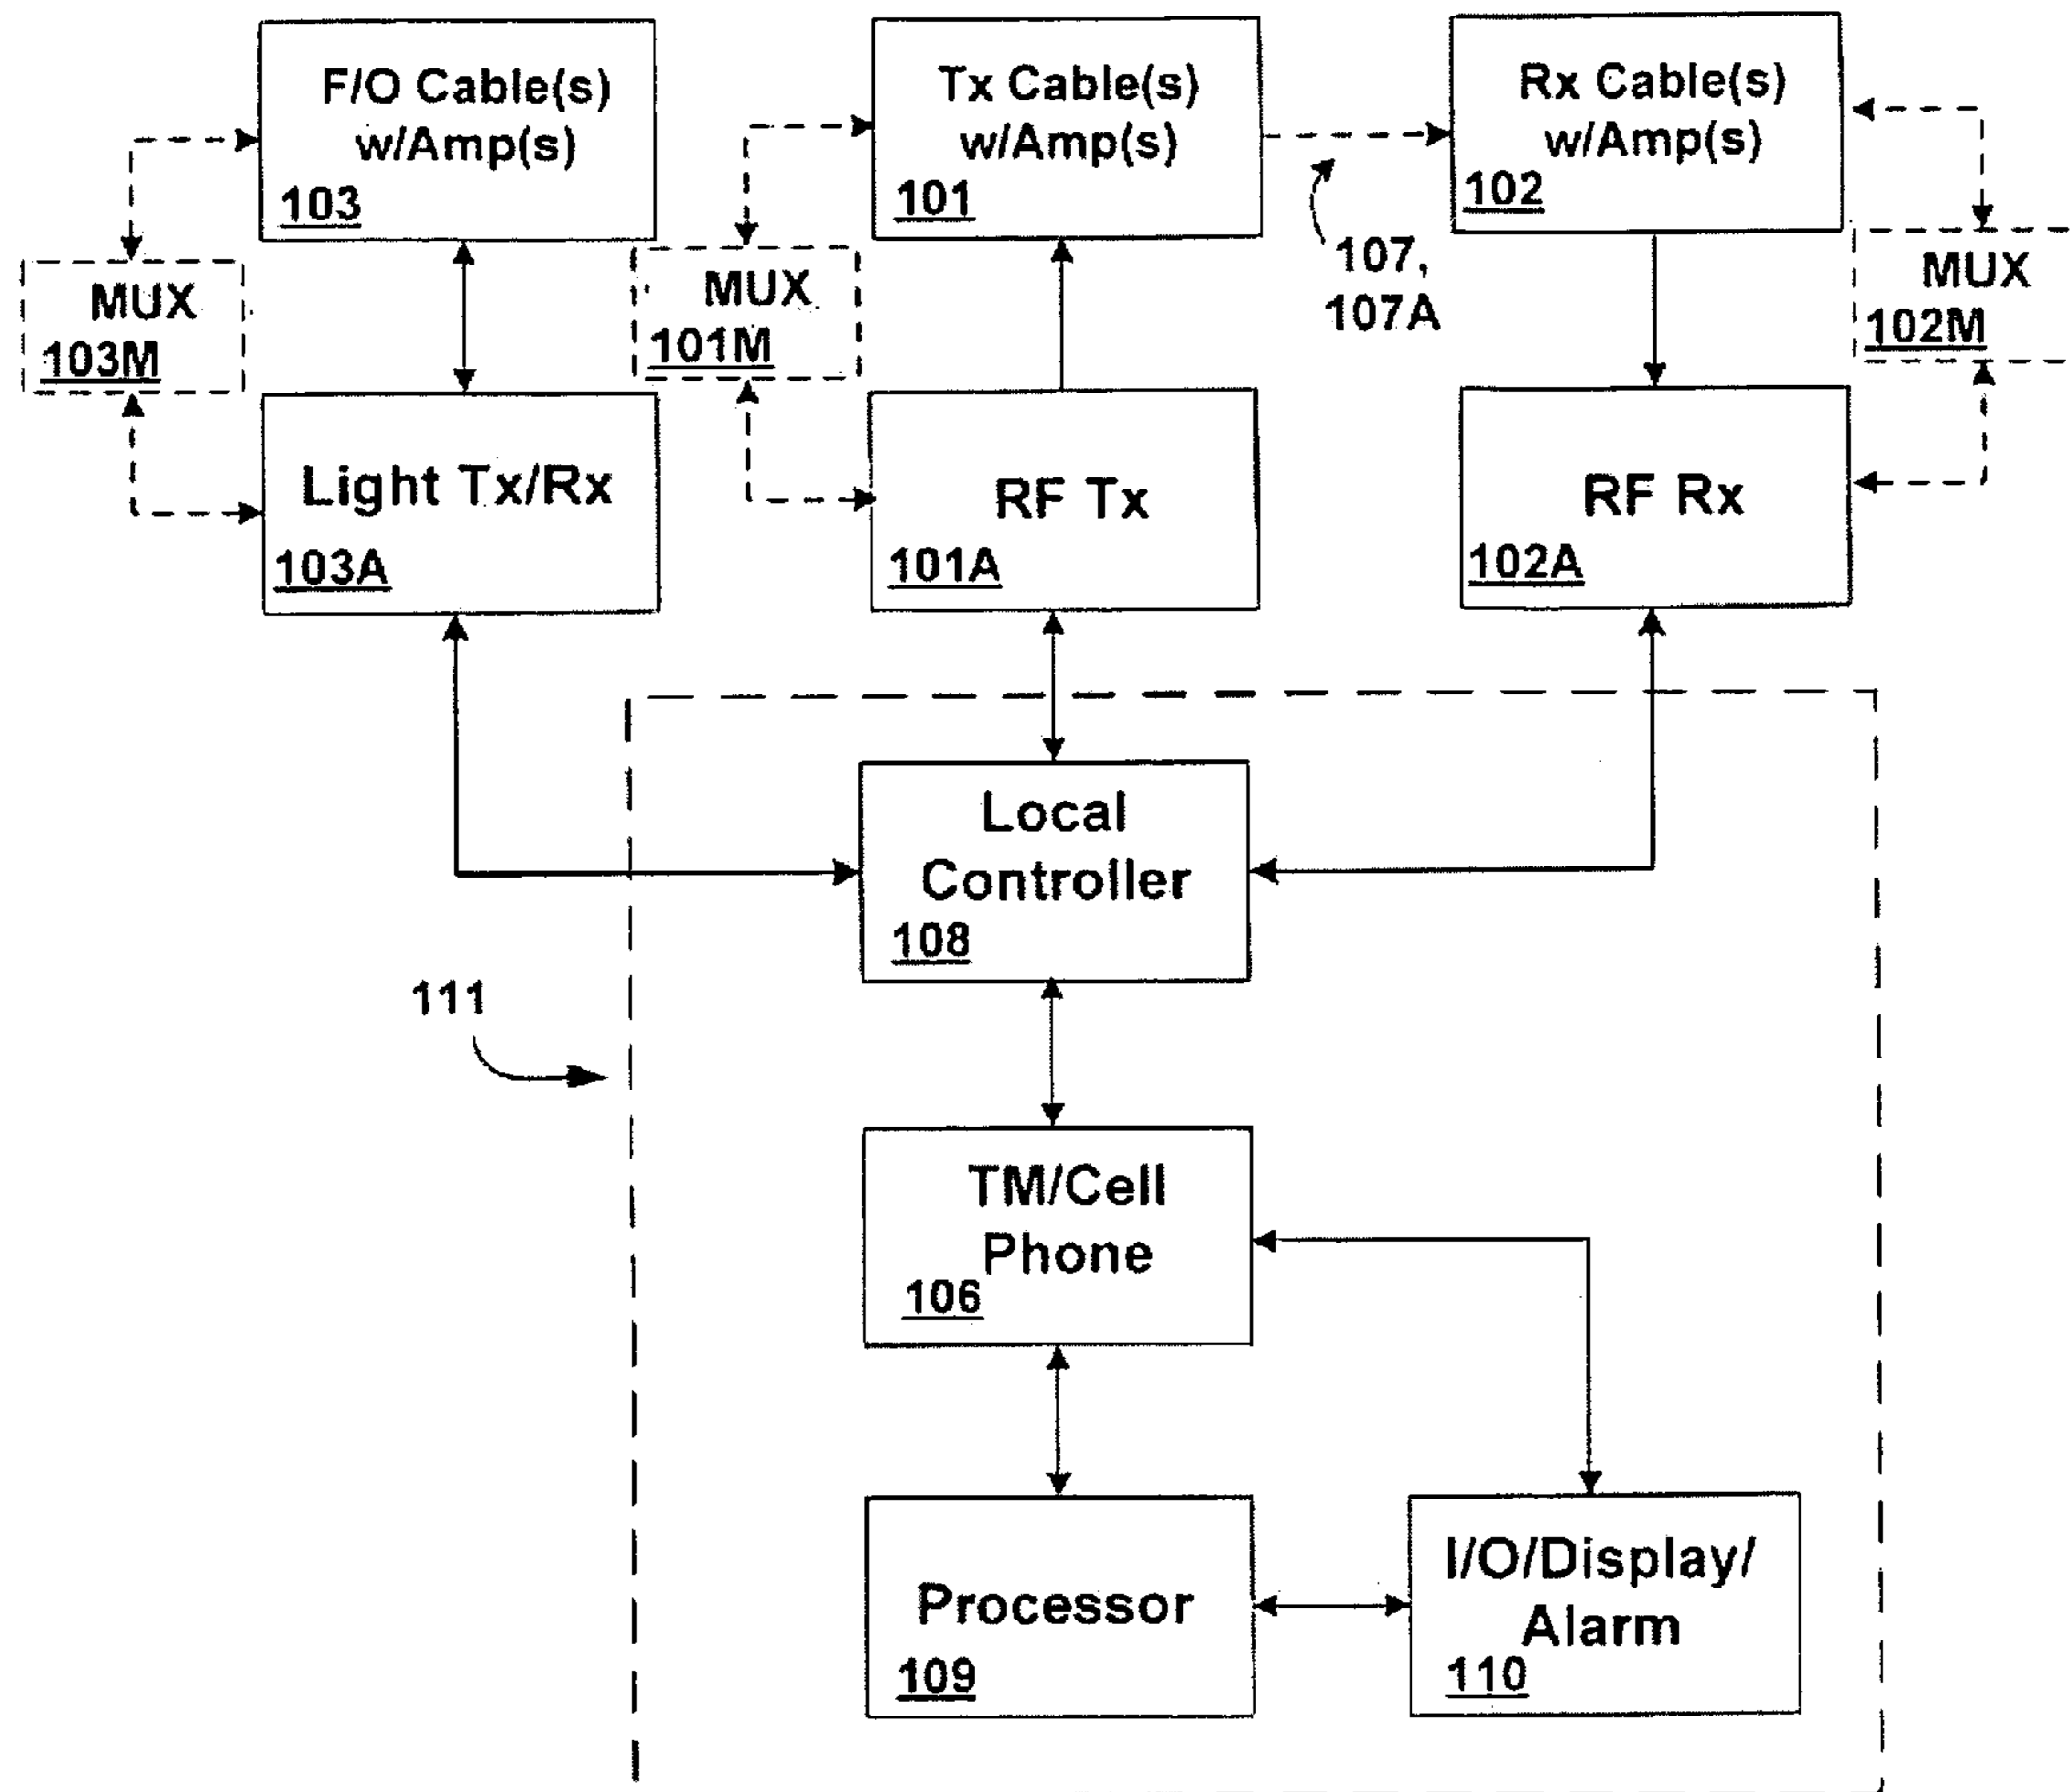 F/O Cable(s)
w/Amp(s)
103
Tx Cable(s)
w/Amp(s)
101
Rx Cable(s)
w/Amp(s)
102
107,
107A
MUX
103M
MUX
101M
MUX
102M
Light Tx/Rx
103A
RF Tx
101A
RF Rx
102A
Local
Controller
108
111
TM/Cell
Phone
106
Processor
109
I/O/Display/
Alarm
110